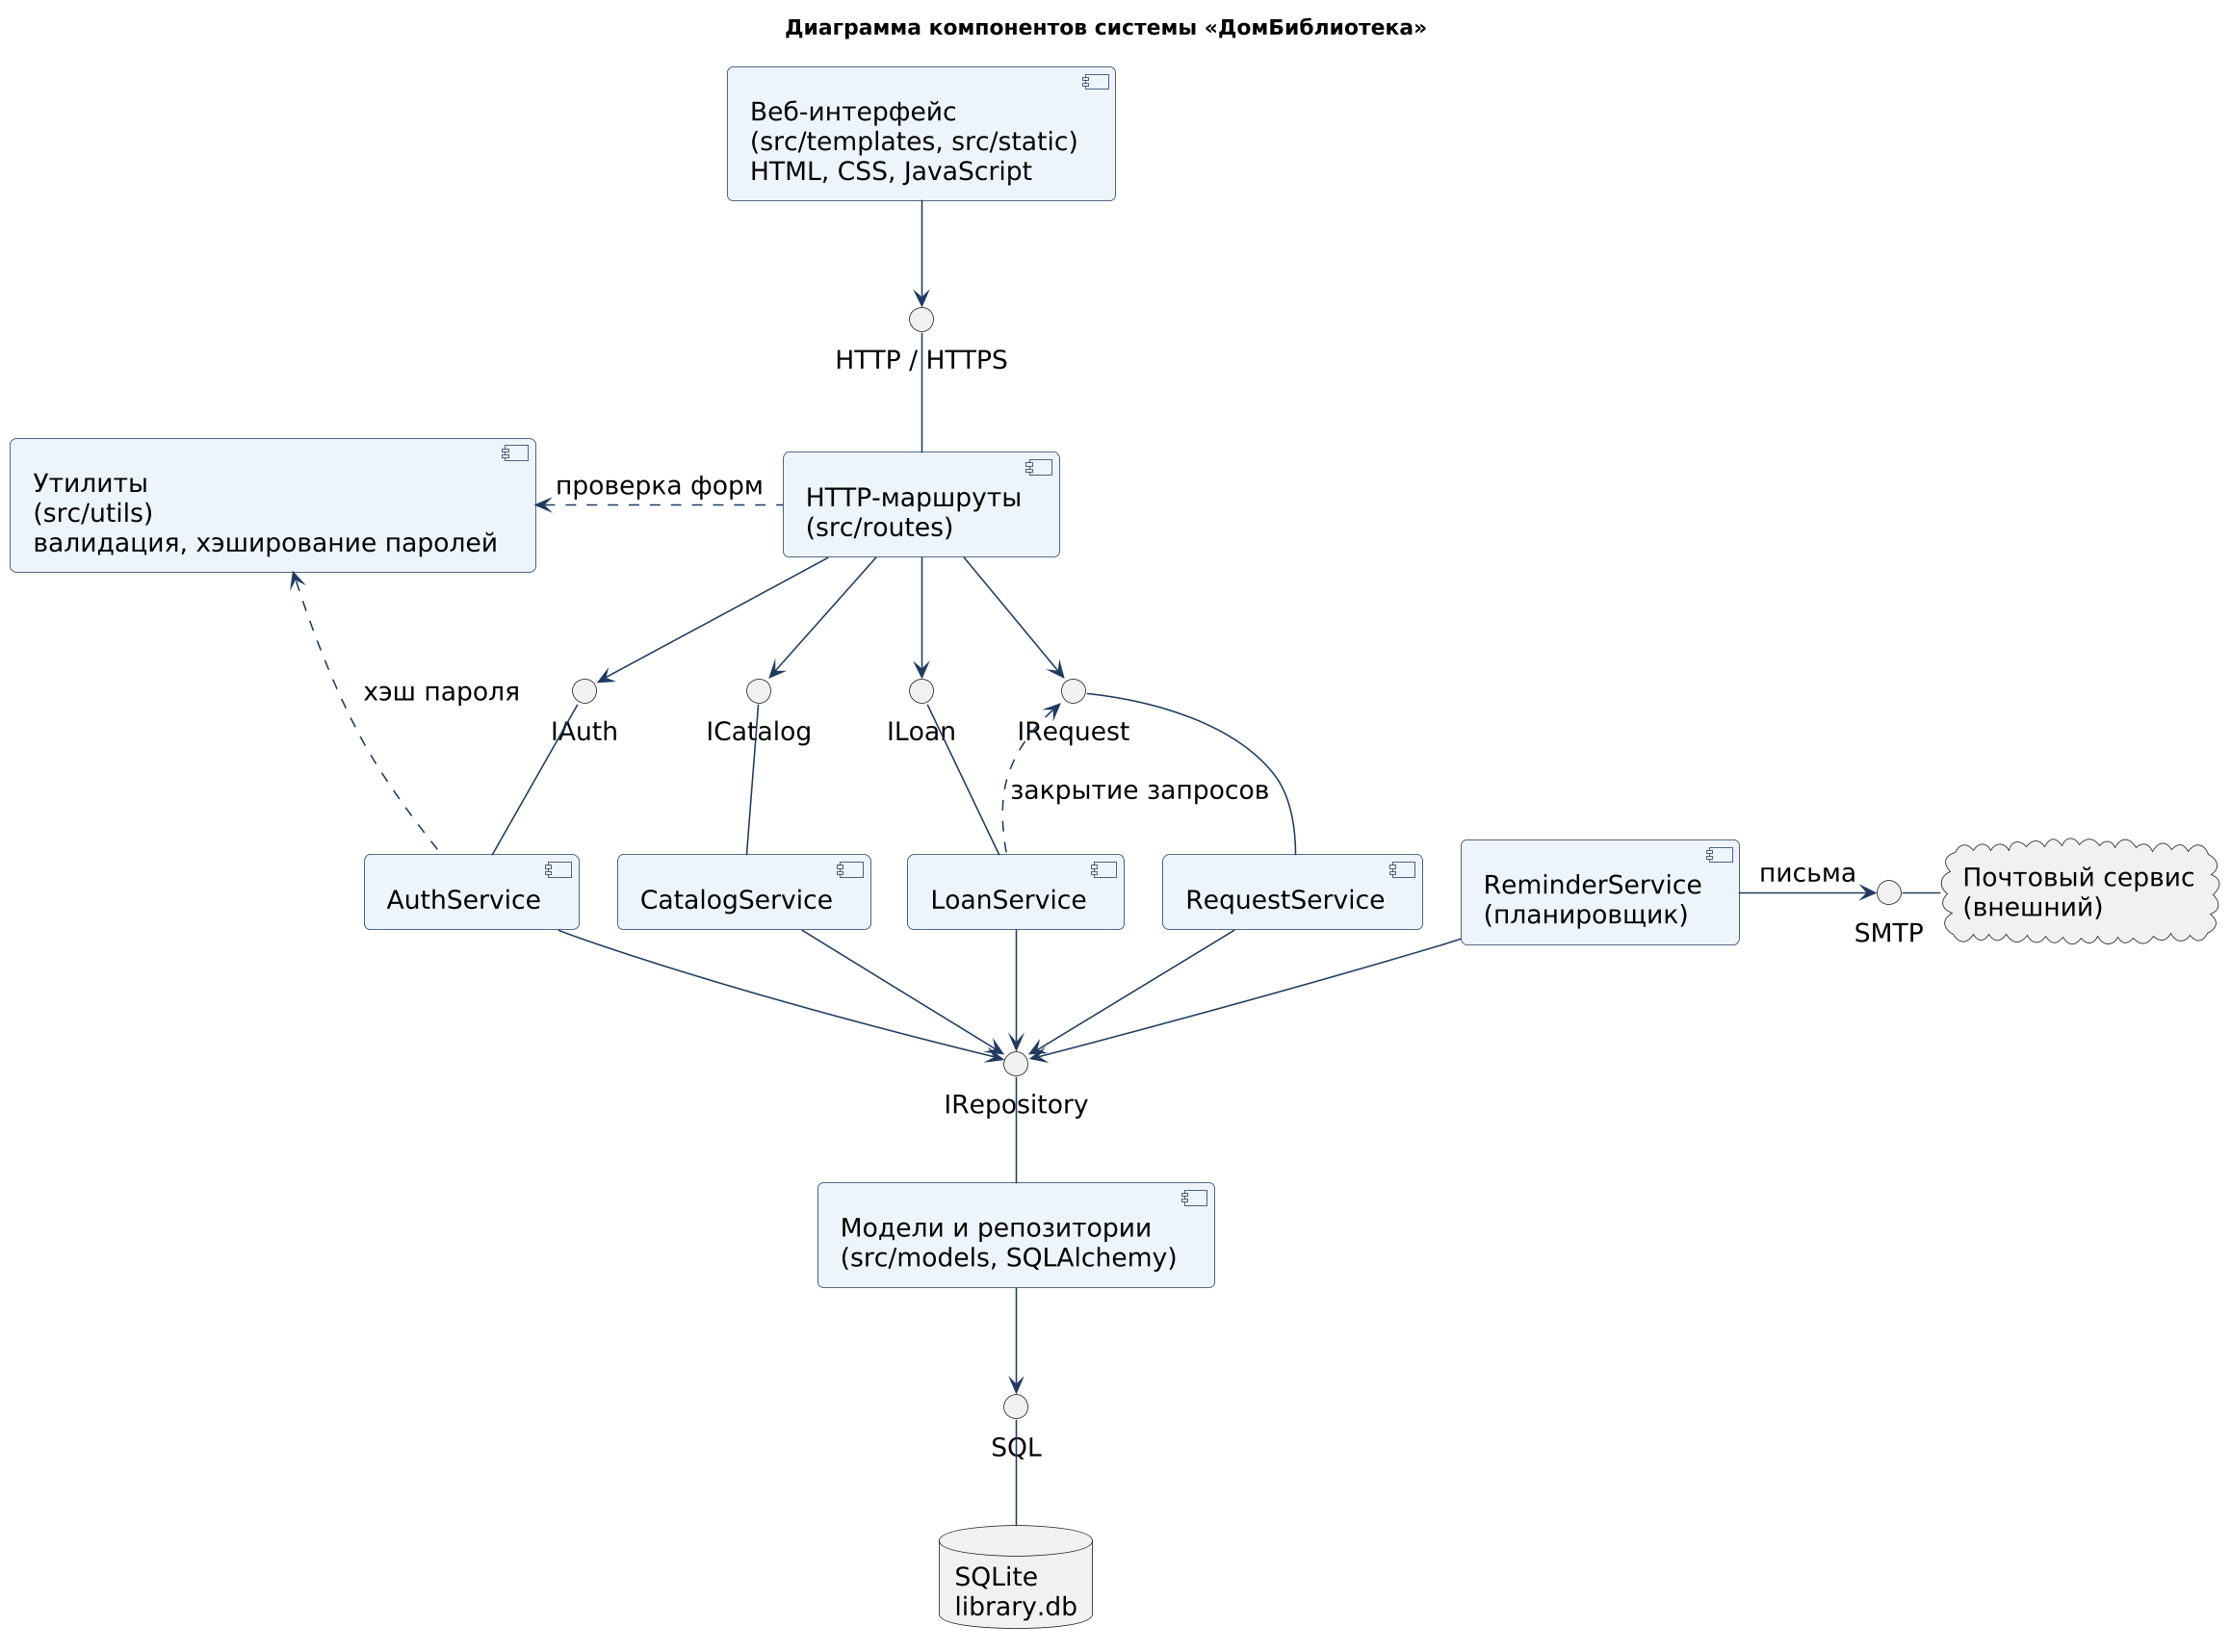 Диаграмма компонентов системы «ДомБиблиотека»
Веб-интерфейс
(src/templates, src/static)
HTML, CSS, JavaScript
HTTP / HTTPS
Утилиты
(src/utils)
валидация, хэширование паролей
проверка форм
HTTP-маршруты
(src/routes)
хэш пароля
IAuth
ICatalog
ILoan
IRequest
закрытие запросов
AuthService
CatalogService
LoanService
RequestService
ReminderService
(планировщик)
письма
SMTP
Почтовый сервис
(внешний)
IRepository
Модели и репозитории
(src/models, SQLAlchemy)
SQL
SQLite
library.db